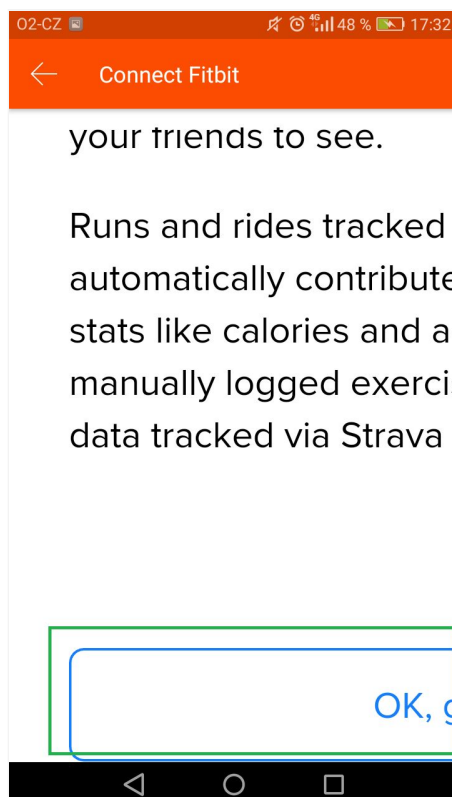 O2-CZ 4G 48 % 17:32
Connect Fitbit
your friends to see.
Runs and rides tracked
automatically contribute
stats like calories and a
manually logged exerci
data tracked via Strava
OK, g